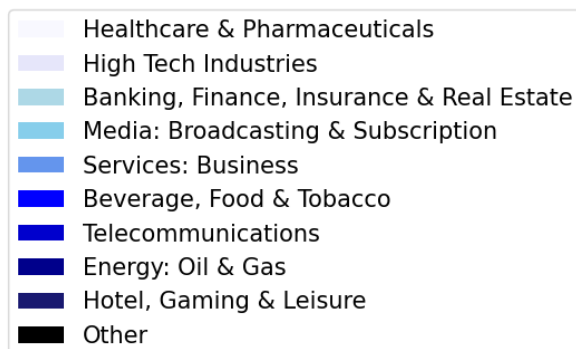 Healthcare & Pharmaceuticals
High Tech Industries
Banking, Finance, Insurance & Real Estate
Media: Broadcasting & Subscription
Services: Business
Beverage, Food & Tobacco
Telecommunications
Energy: Oil & Gas
Hotel, Gaming & Leisure
Other